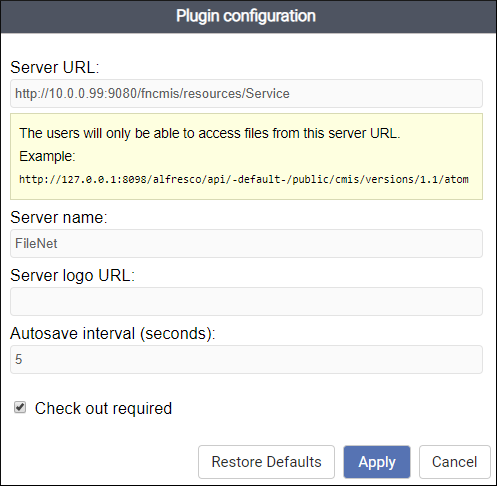 Plugin configuration
Server URL:
http://10.0.0.99:9080/fncmis/resources/Service
The users will only be able to access files from this server URL.
Example:
http://127.0.0.1:8098/alfresco/api/-default-/public/cmis/versions/1.1/atom
Server name:
FileNet
Server logo URL:
Autosave interval (seconds):
5
Check out required
Restore Defaults Apply Cancel